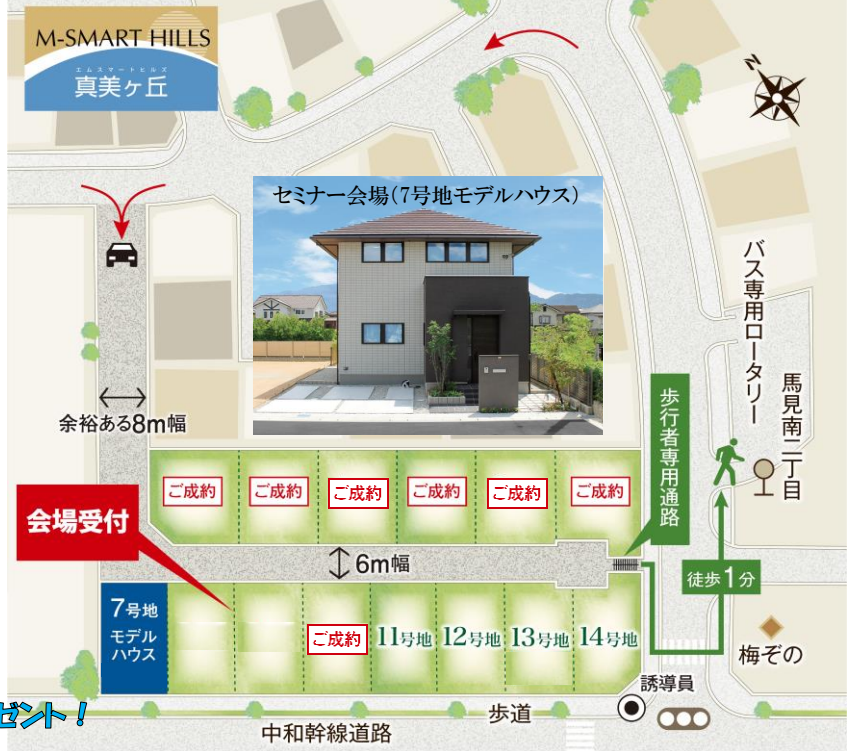 M-SMART HILLS
エムスマートヒルズ
真美ヶ丘
N
セミナー会場(7号地モデルハウス)
バス専用ロータリー
馬見南二丁目
余裕ある8m幅
歩行者専用通路
ご成約
ご成約
ご成約
ご成約
ご成約
ご成約
会場受付
6m幅
徒歩1分
7号地
モデル
ハウス
ご成約
11号地
12号地
13号地
14号地
梅ぞの
誘導員
ゼント!
歩道
中和幹線道路